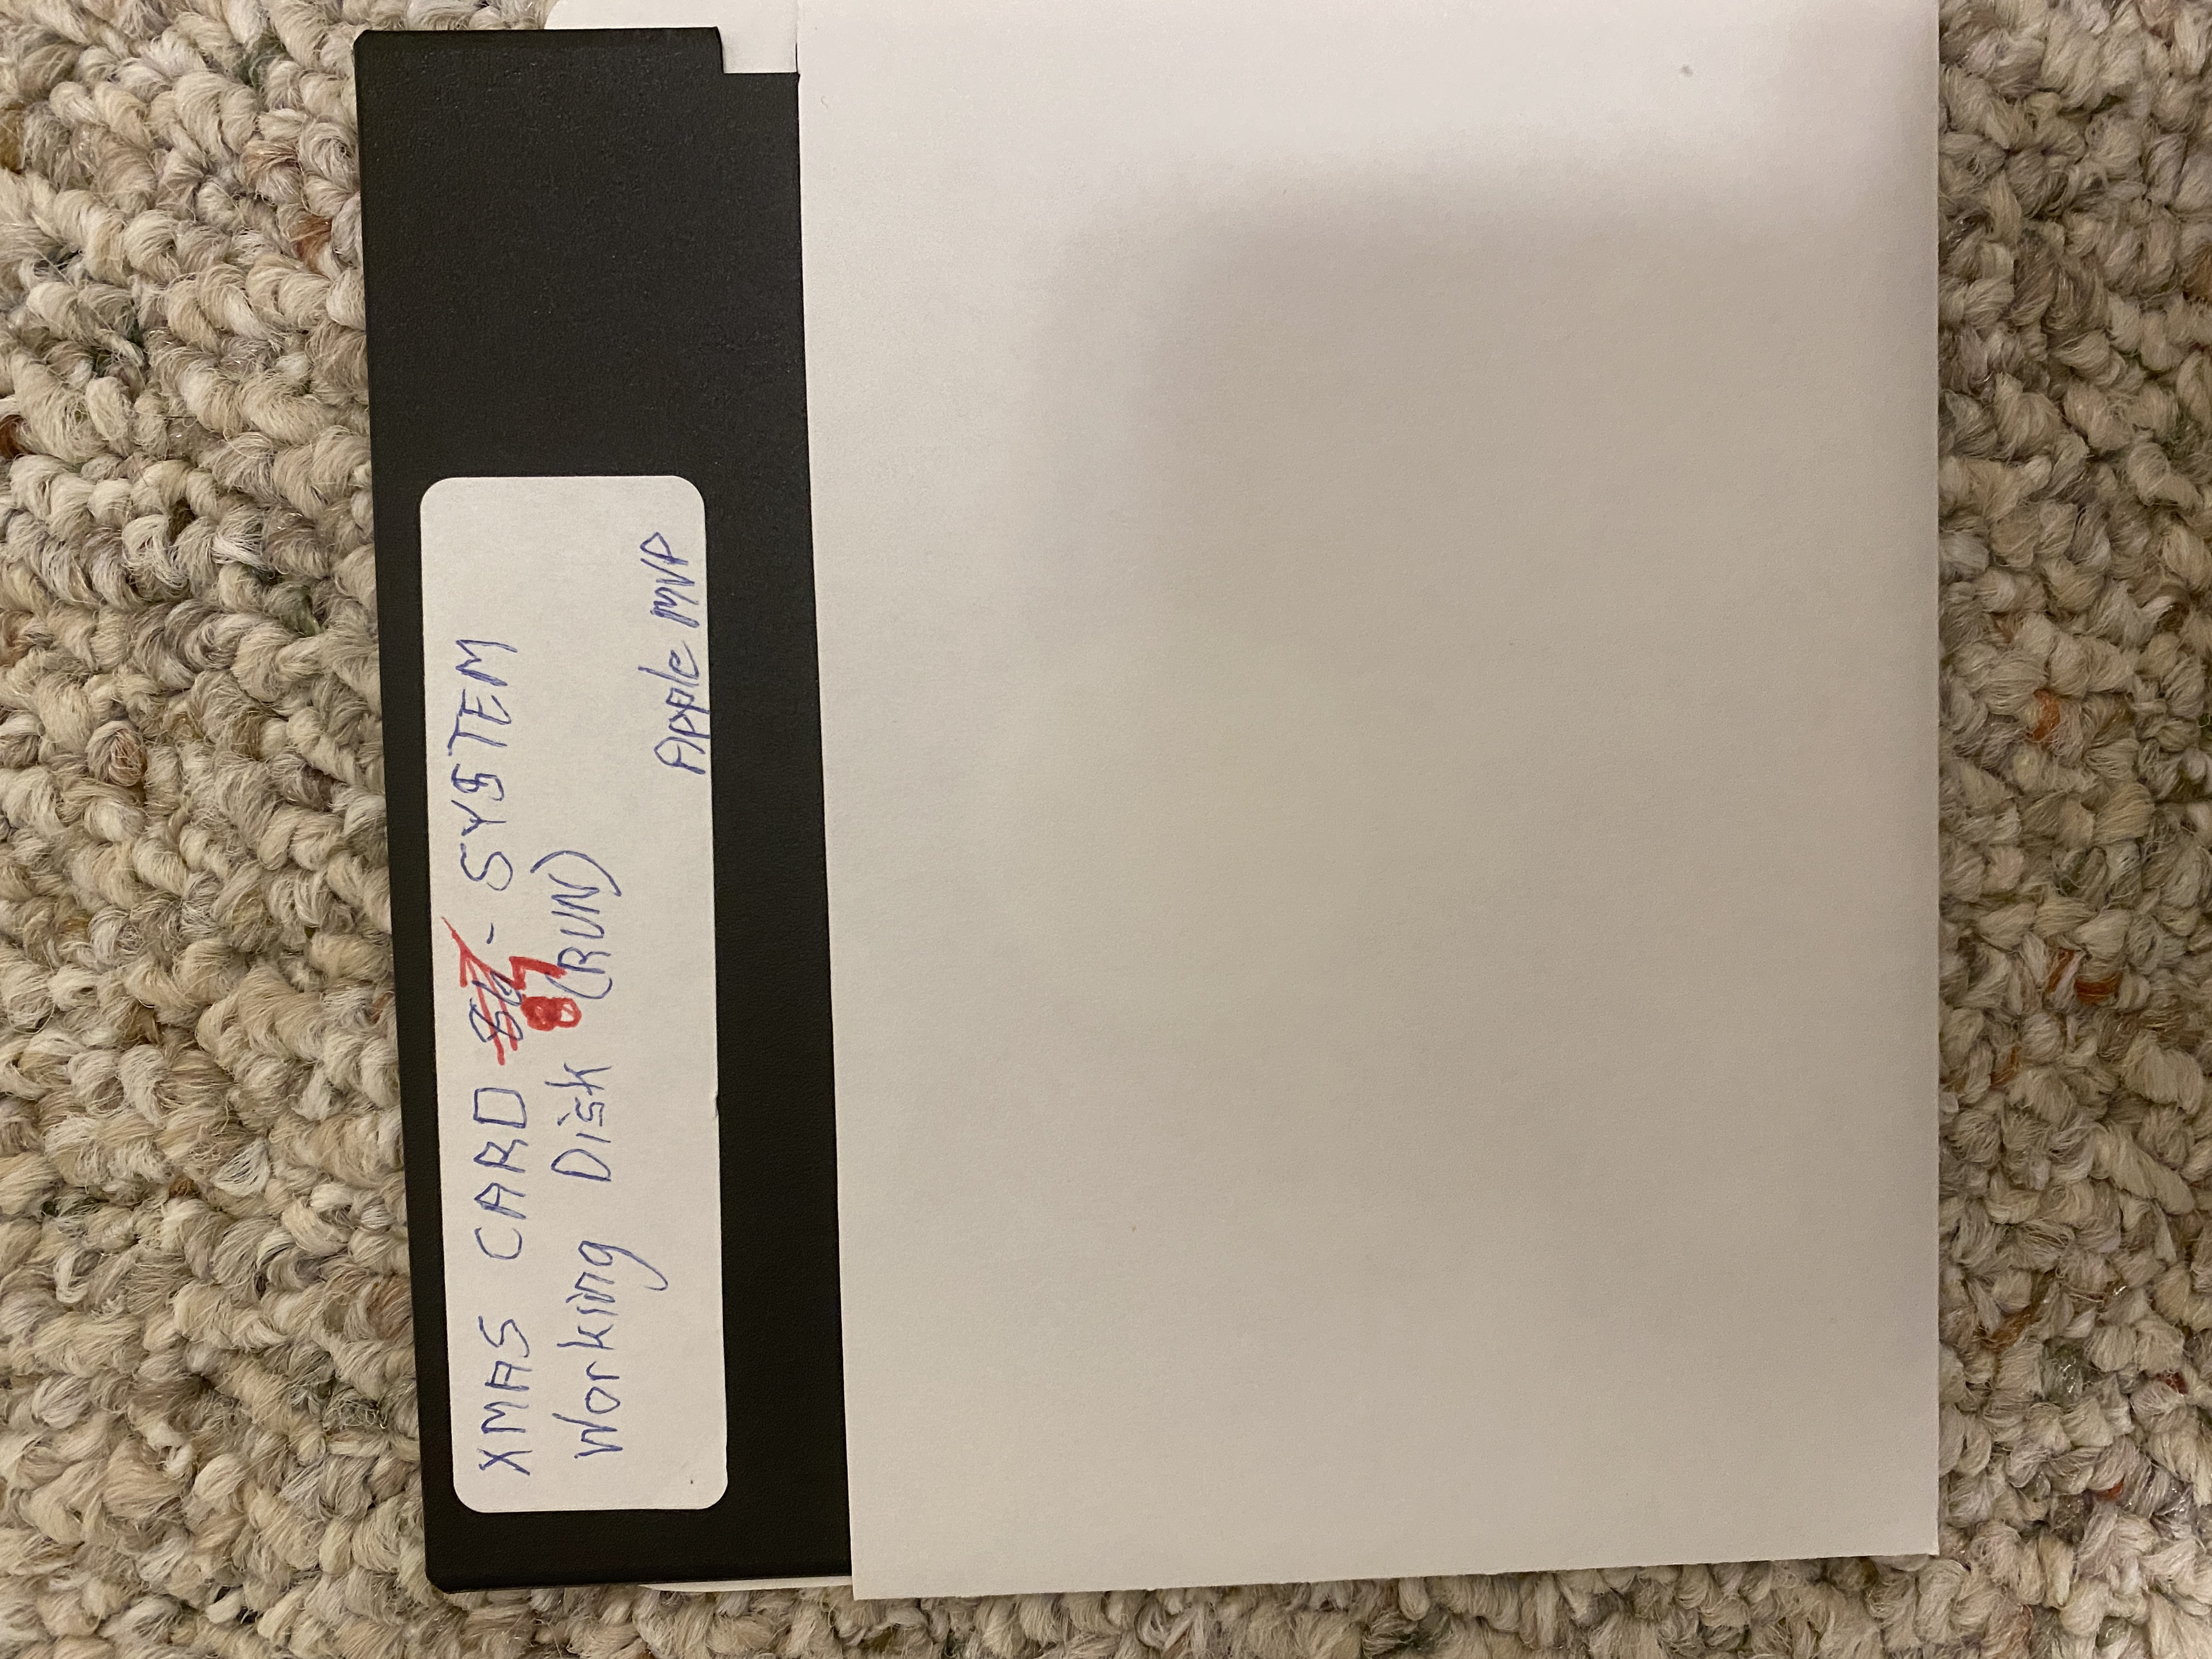 XMAS CARD 86 - SYSTEM
87
Working Disk (RUN)
Apple MVP